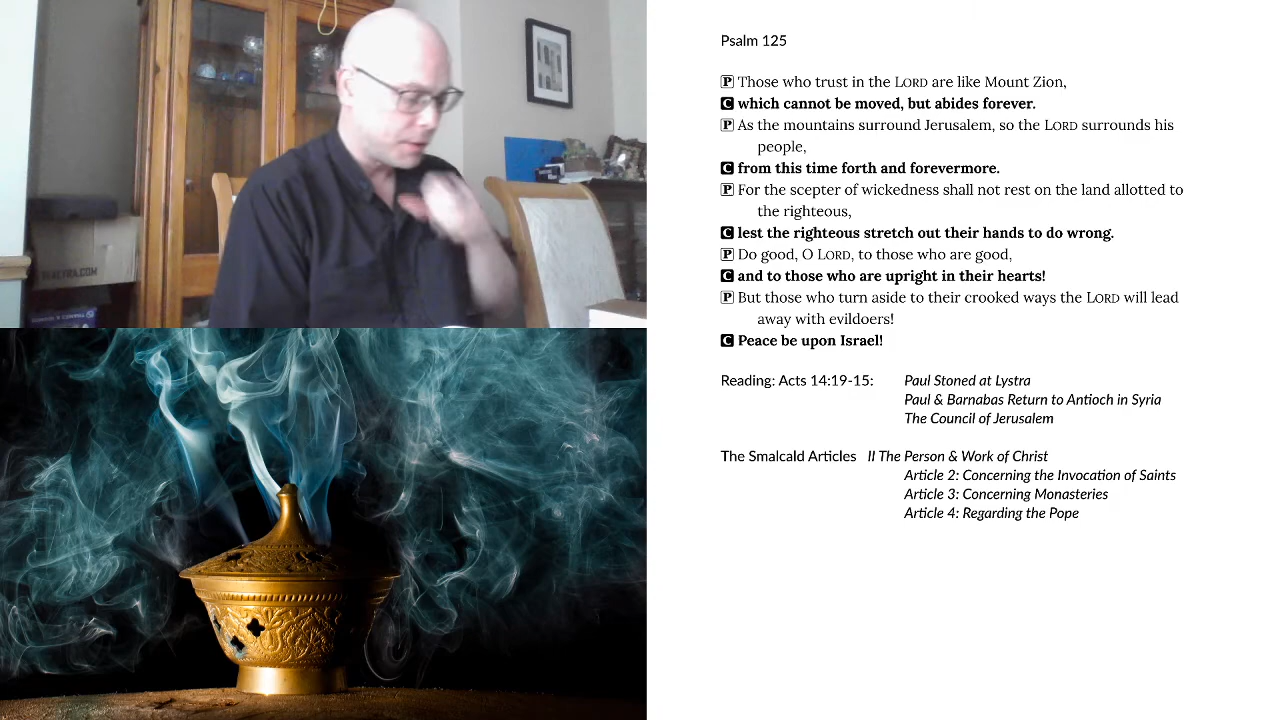 Psalm 125
P Those who trust in the LORD are like Mount Zion,
C which cannot be moved, but abides forever.
P As the mountains surround Jerusalem, so the LORD surrounds his
people,
C from this time forth and forevermore.
P For the scepter of wickedness shall not rest on the land allotted to
the righteous,
C lest the righteous stretch out their hands to do wrong.
P Do good, O LORD, to those who are good,
C and to those who are upright in their hearts!
P But those who turn aside to their crooked ways the LORD will lead
away with evildoers!
C Peace be upon Israel!
Reading: Acts 14:19-15: Paul Stoned at Lystra
Paul & Barnabas Return to Antioch in Syria
The Council of Jerusalem
The Smalcald Articles II The Person & Work of Christ
Article 2: Concerning the Invocation of Saints
Article 3: Concerning Monasteries
Article 4: Regarding the Pope